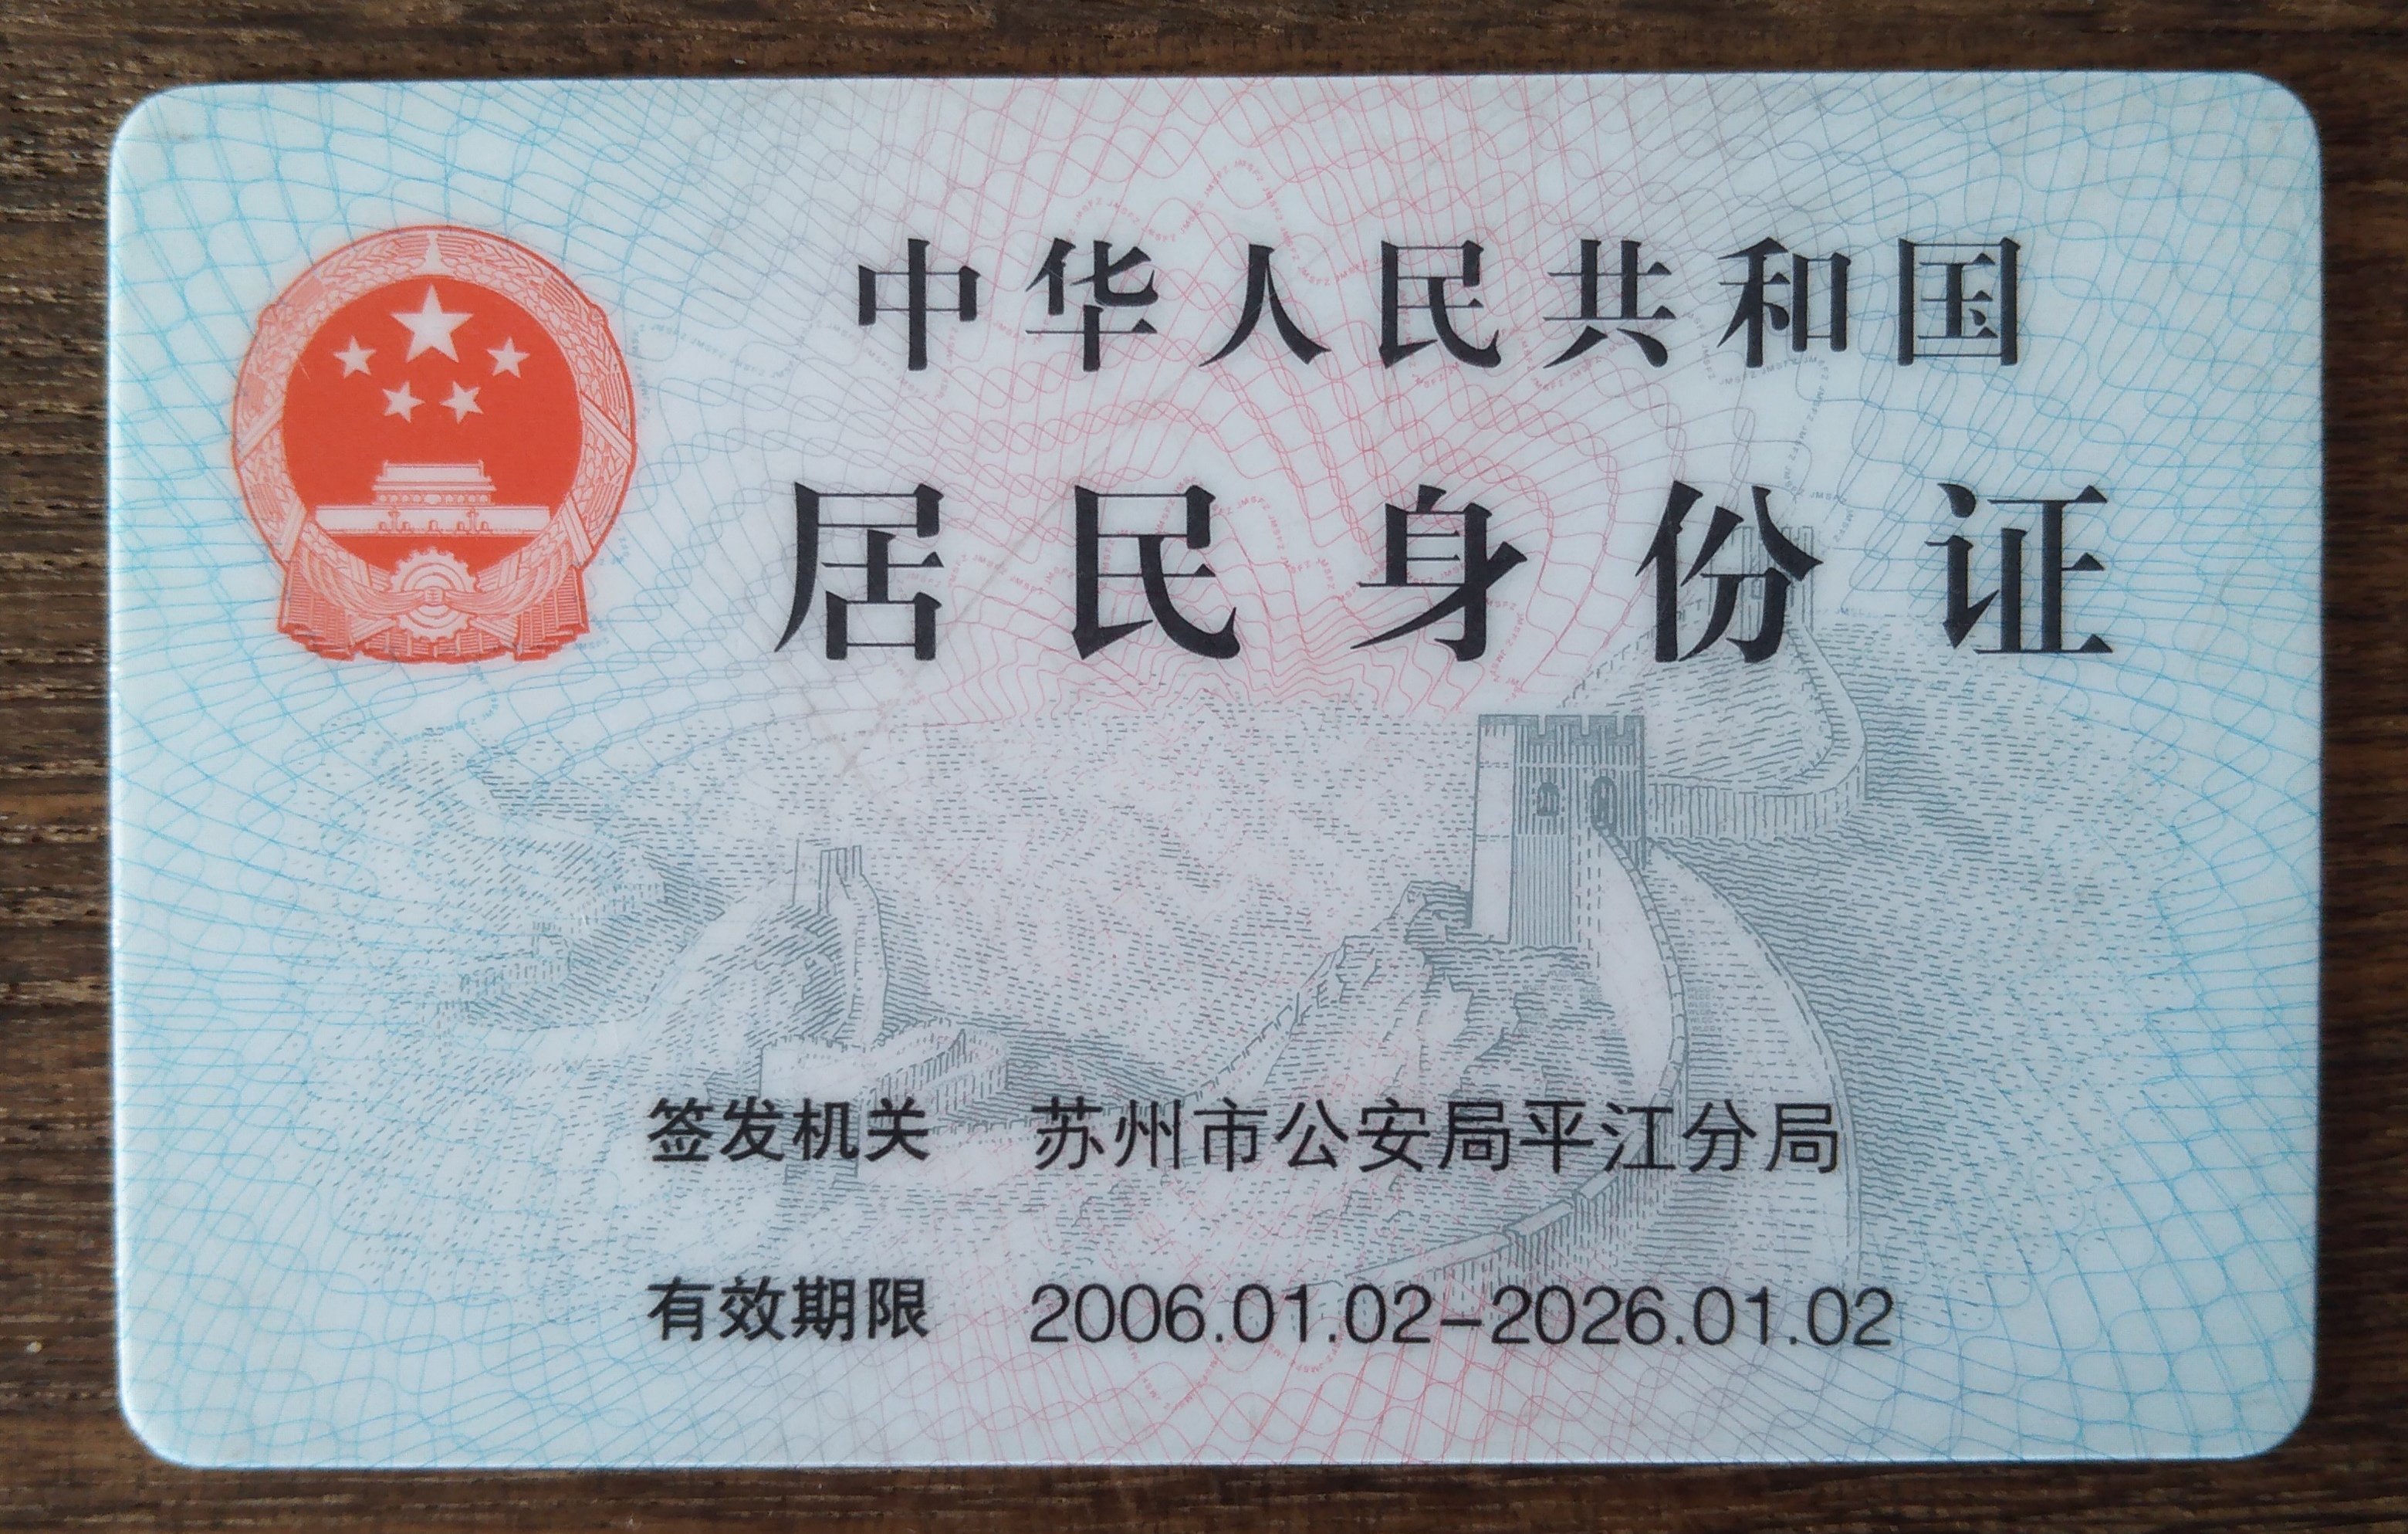 中华人民共和国
居民身份证
签发机关 苏州市公安局平江分局
有效期限 2006.01.02-2026.01.02